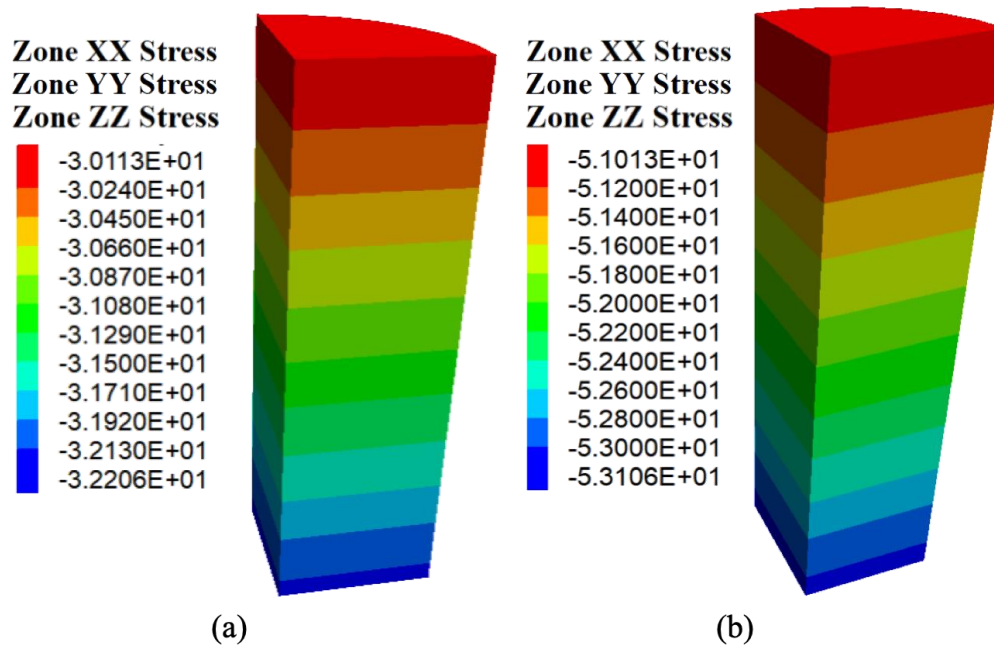 Zone XX Stress
Zone YY Stress
Zone ZZ Stress
-3.0113E+01
-3.0240E+01
-3.0450E+01
-3.0660E+01
-3.0870E+01
-3.1080E+01
-3.1290E+01
-3.1500E+01
-3.1710E+01
-3.1920E+01
-3.2130E+01
-3.2206E+01
(a)
Zone XX Stress
Zone YY Stress
Zone ZZ Stress
-5.1013E+01
-5.1200E+01
-5.1400E+01
-5.1600E+01
-5.1800E+01
-5.2000E+01
-5.2200E+01
-5.2400E+01
-5.2600E+01
-5.2800E+01
-5.3000E+01
-5.3106E+01
(b)